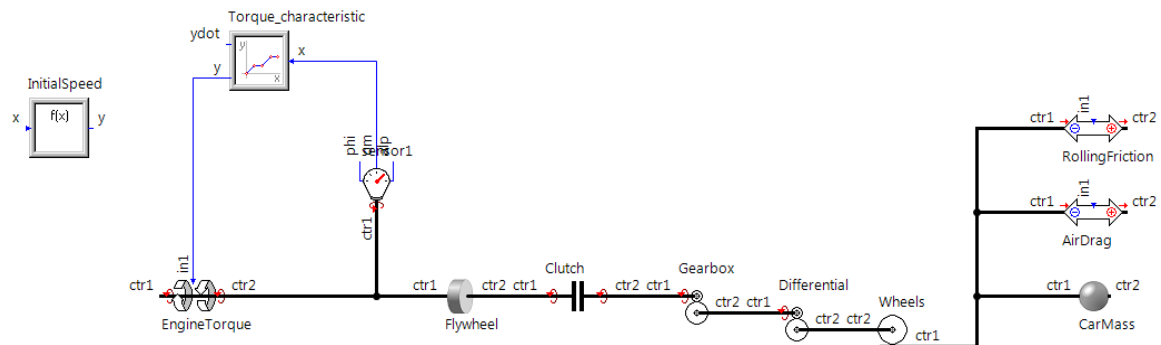 Torque_characteristic
ydot
x
y
y
x
InitialSpeed
x
f(x)
y
phi
om
sensor1
ctr1
in1
ctr1
ctr2
EngineTorque
ctr1
ctr2
Flywheel
Clutch
ctr1
ctr2
Gearbox
ctr1
ctr2
Differential
ctr1
ctr2
Wheels
ctr2
ctr1
in1
ctr1
ctr2
RollingFriction
in1
ctr1
ctr2
AirDrag
ctr1
ctr2
CarMass